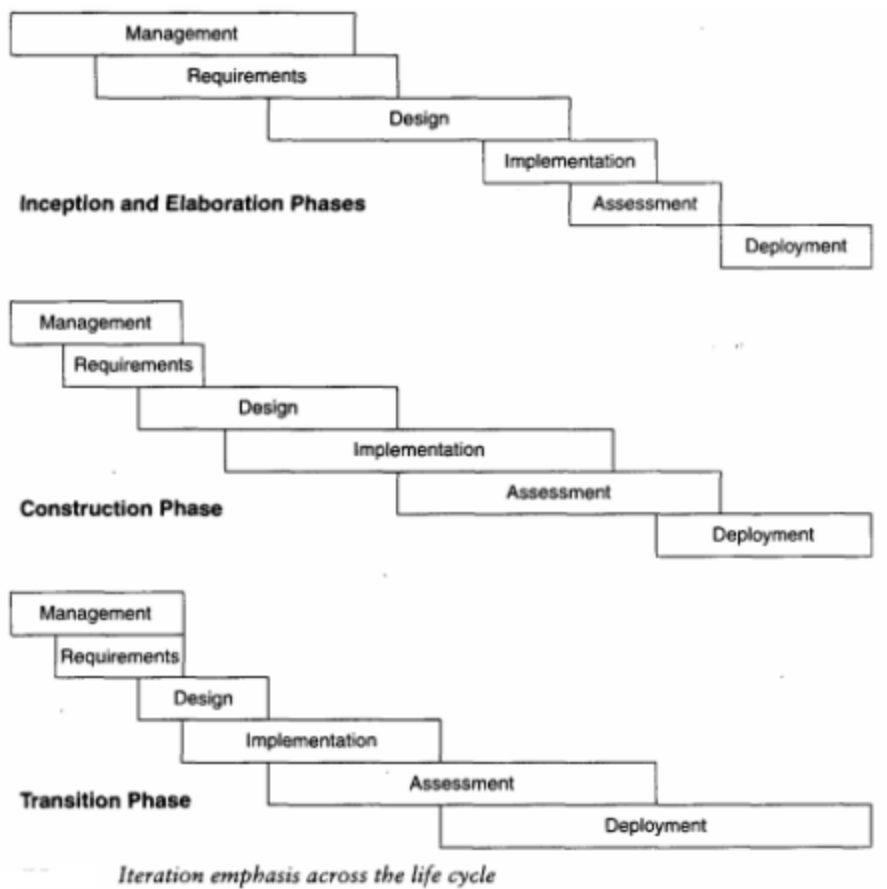 Management
Requirements
Design
Implementation
Inception and Elaboration Phases
Assessment
Deployment
Management
Requirements
Design
Implementation
Assessment
Construction Phase
Deployment
Management
Requirements
Design
Implementation
Assessment
Transition Phase
Deployment
Iteration emphasis across the life cycle